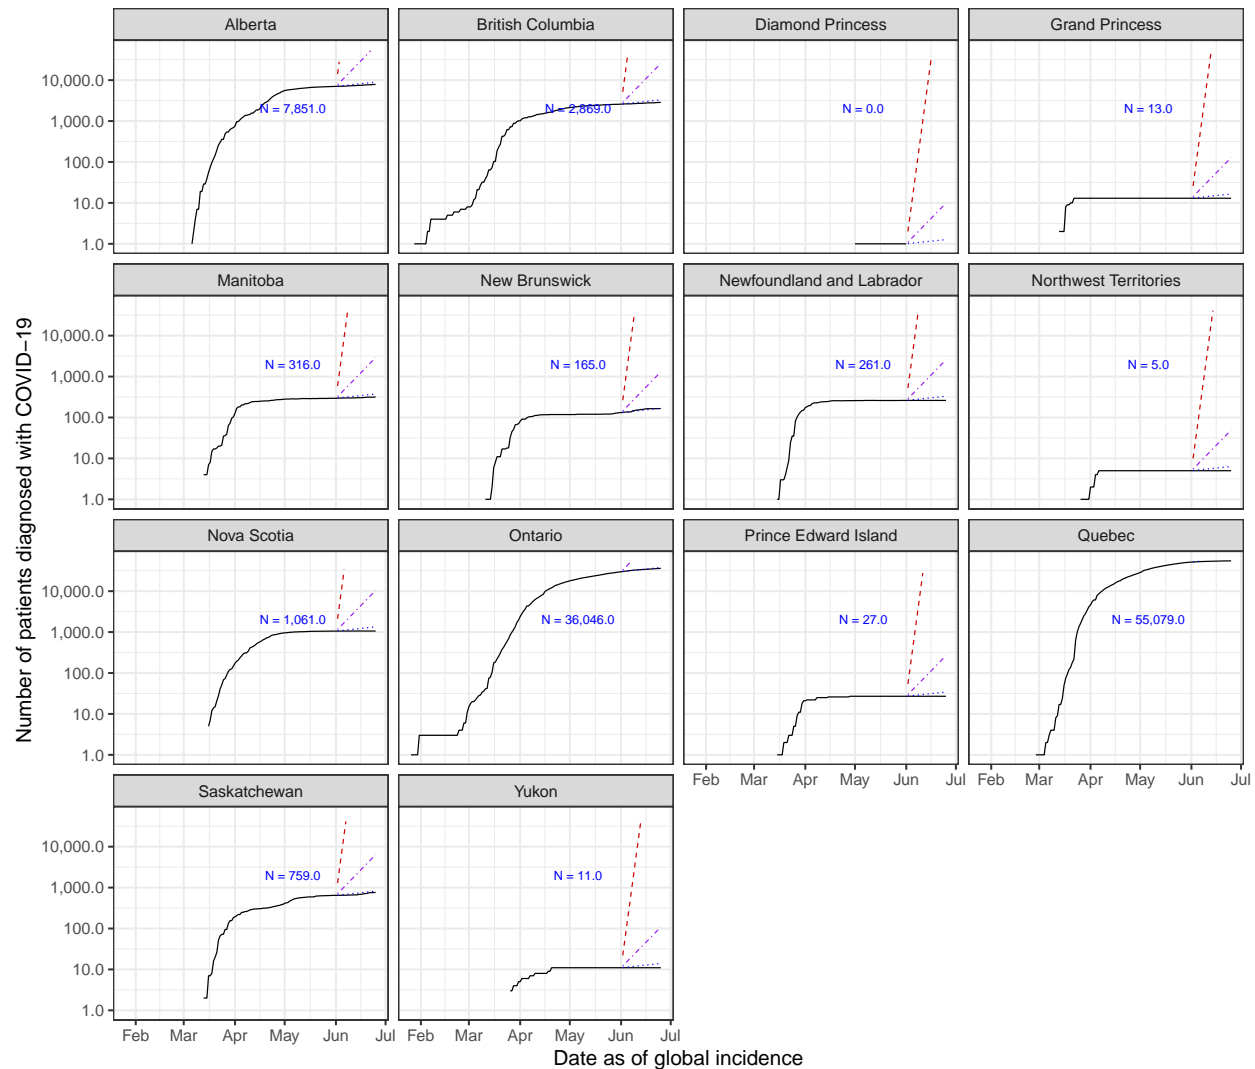 Number of patients diagnosed with COVID−19
Alberta
British Columbia
Diamond Princess
Grand Princess
10,000.0
1,000.0
100.0
10.0
1.0
N = 7,851.0
N = 2,869.0
N = 0.0
N = 13.0
Manitoba
New Brunswick
Newfoundland and Labrador
Northwest Territories
10,000.0
1,000.0
100.0
10.0
1.0
N = 316.0
N = 165.0
N = 261.0
N = 5.0
Nova Scotia
Ontario
Prince Edward Island
Quebec
10,000.0
1,000.0
100.0
10.0
1.0
N = 1,061.0
N = 36,046.0
N = 27.0
N = 55,079.0
Feb Mar Apr May Jun Jul
Feb Mar Apr May Jun Jul
Saskatchewan
Yukon
10,000.0
1,000.0
100.0
10.0
1.0
N = 759.0
N = 11.0
Feb Mar Apr May Jun Jul
Feb Mar Apr May Jun Jul
Date as of global incidence